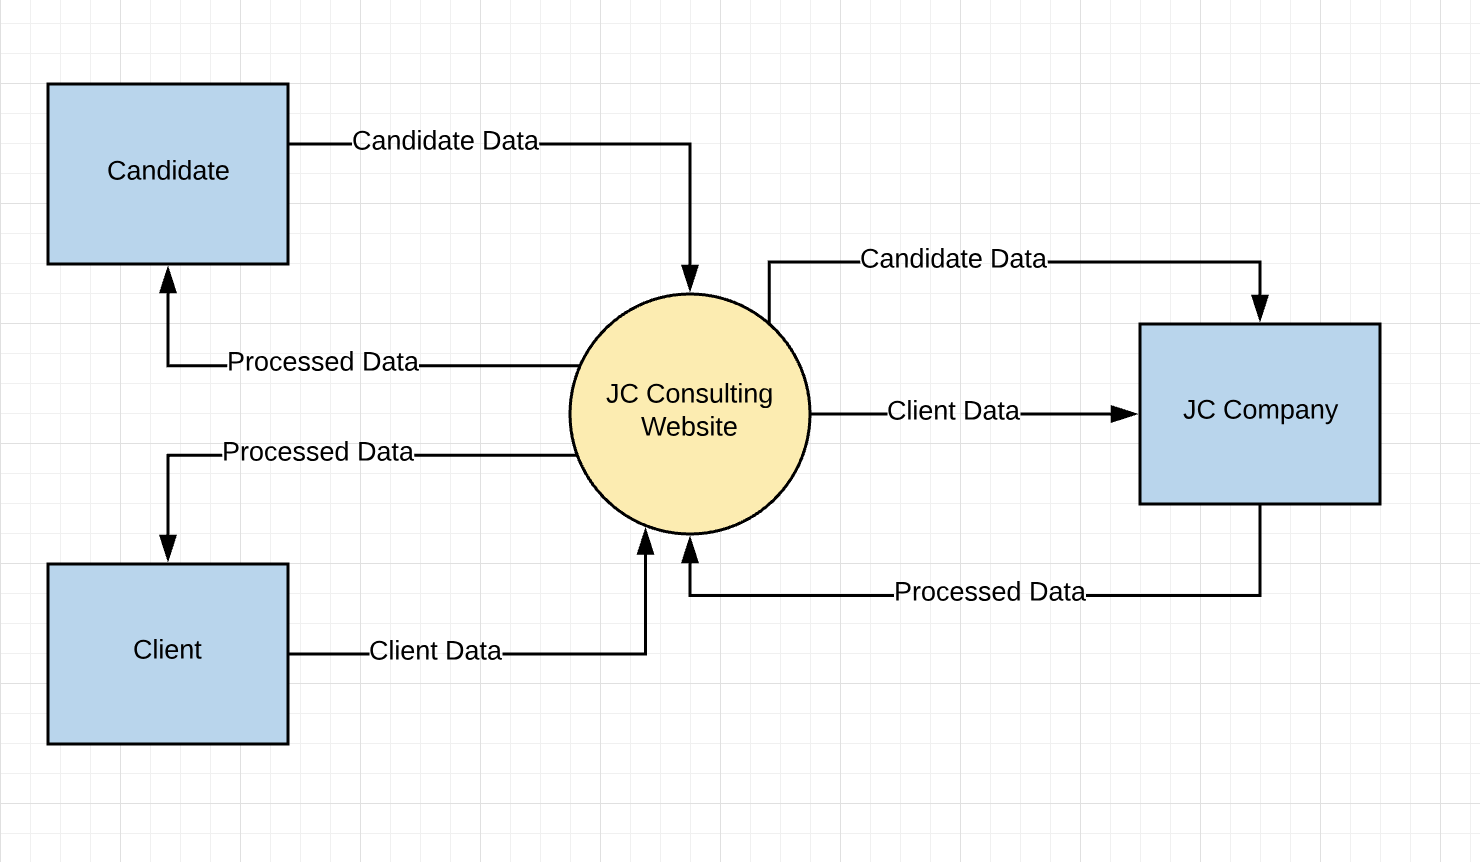 Candidate Data
Candidate
Candidate Data
Processed Data
JC Consulting
Website
Client Data
JC Company
Processed Data
Processed Data
Client
Client Data